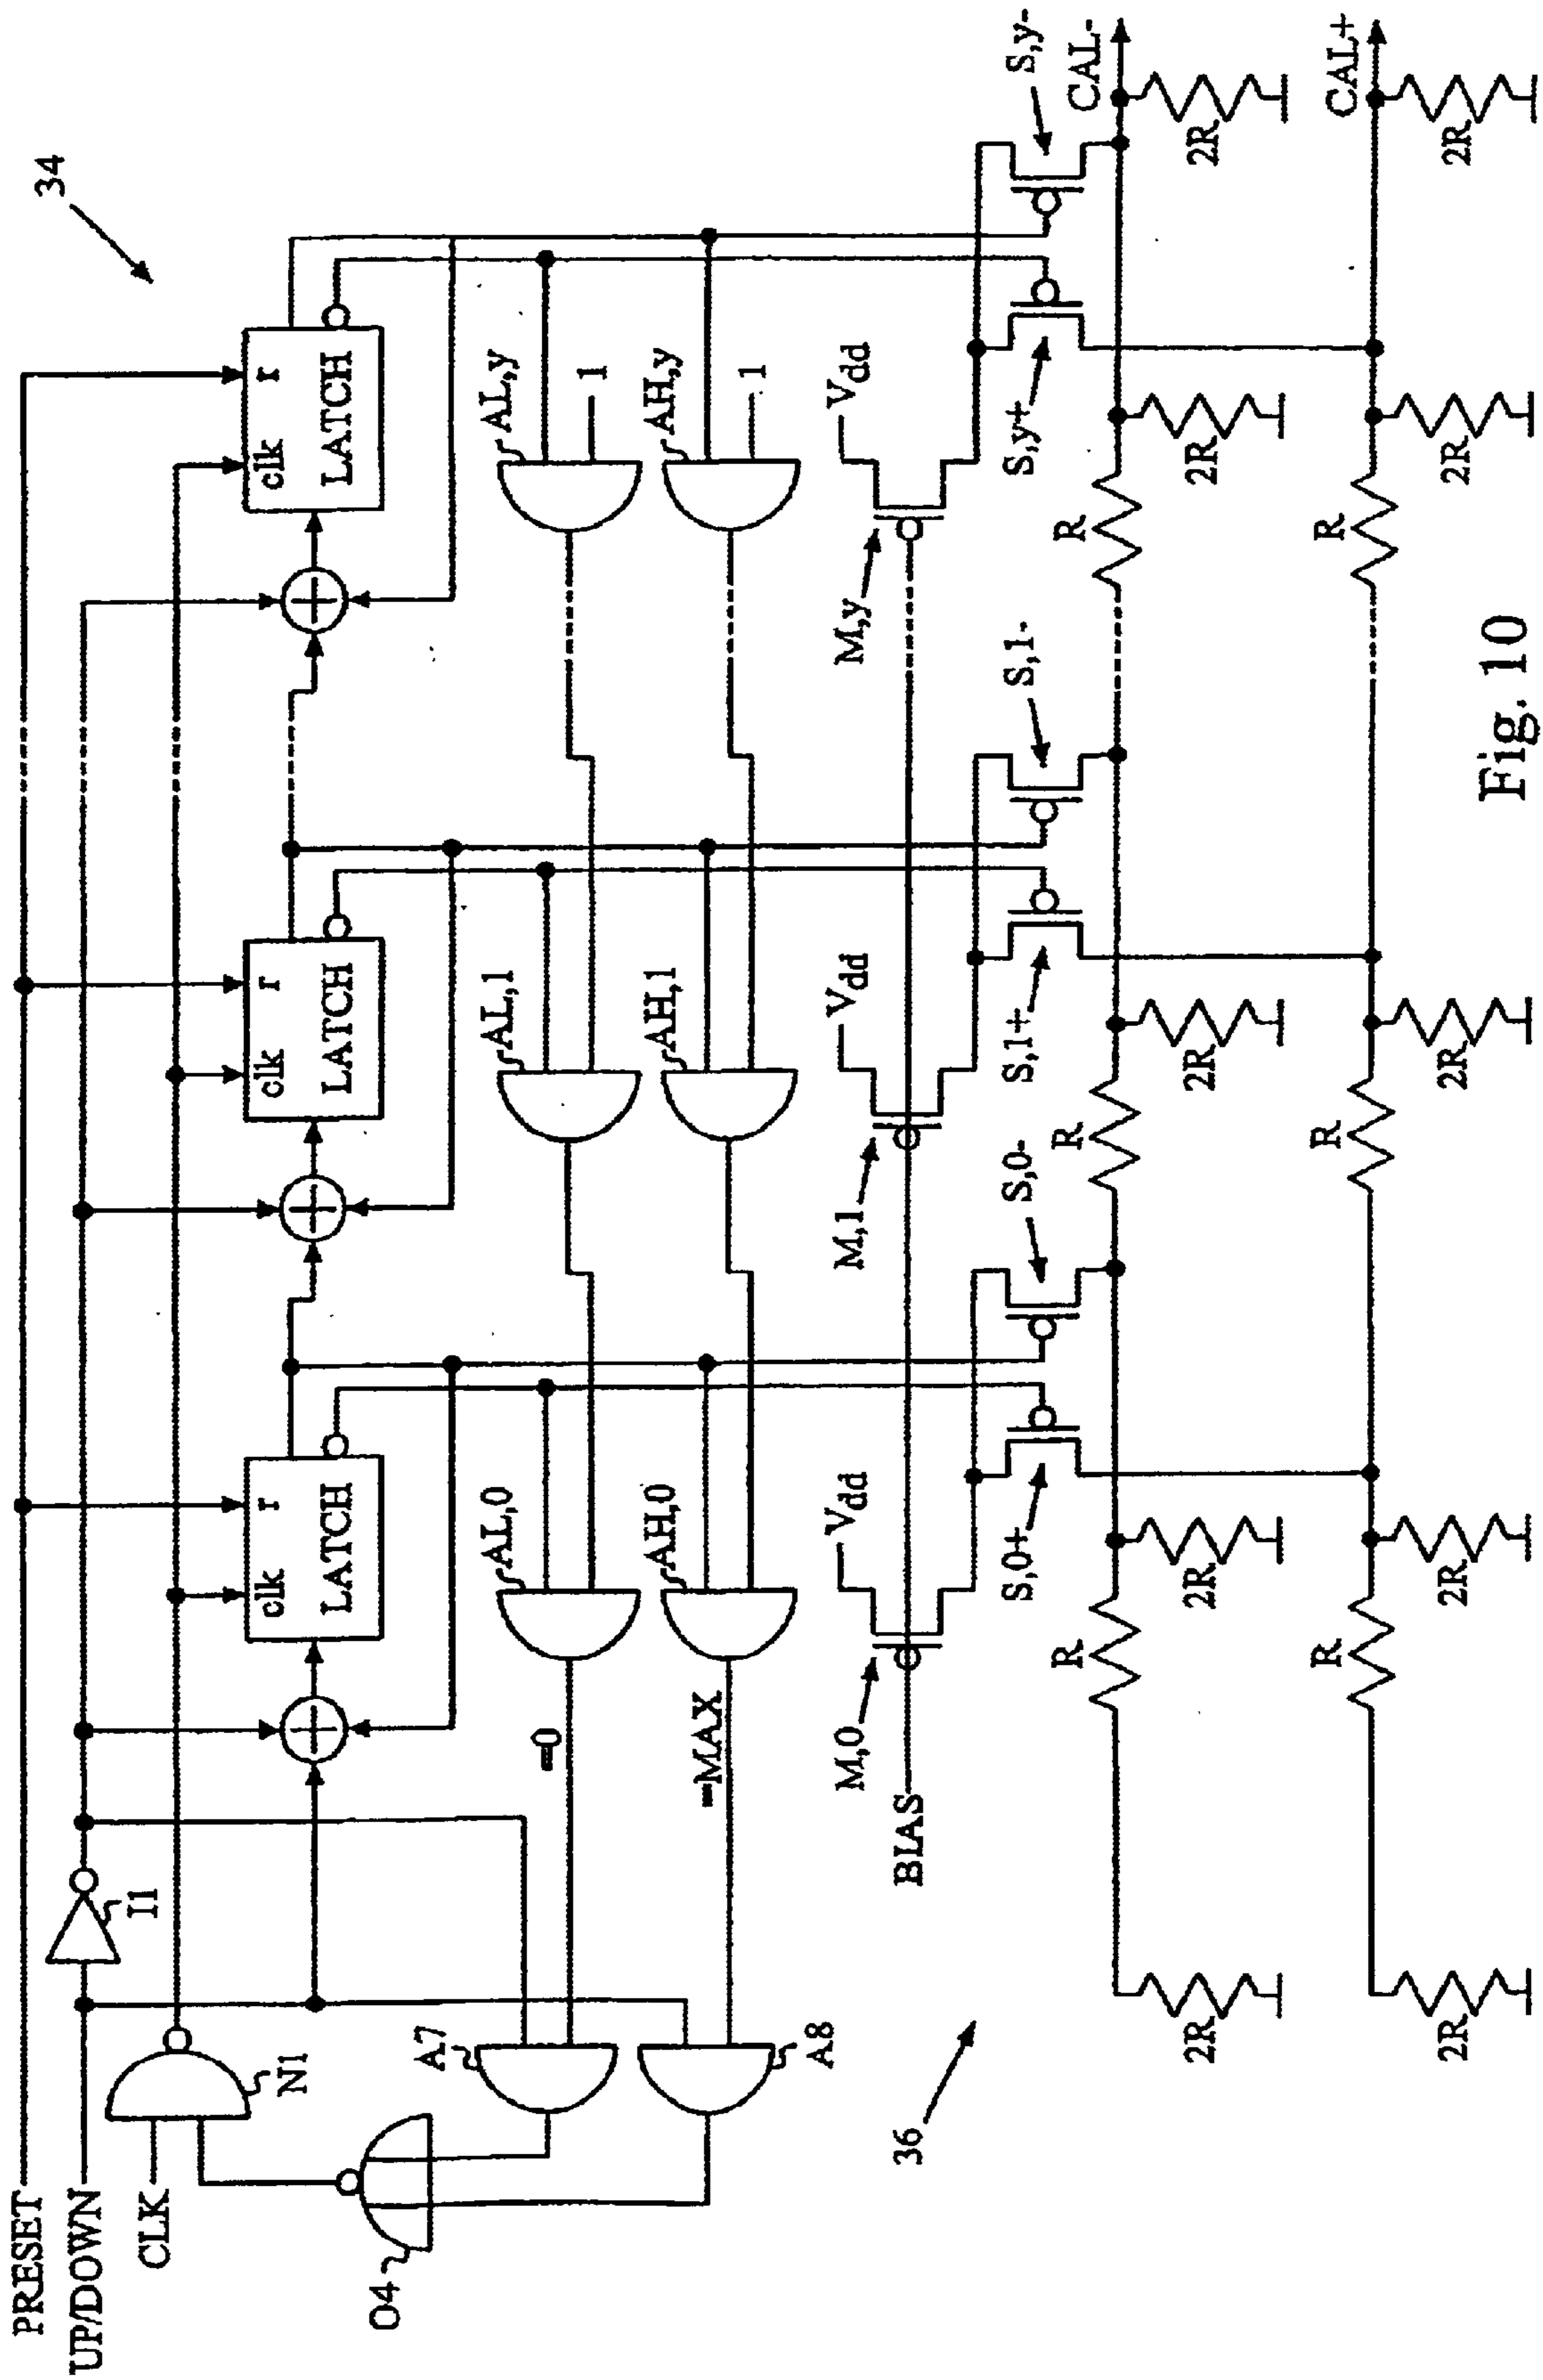 34
PRESET
UP/DOWN
CLK
I1
N1
O4
A7
A8
clk r
LATCH
clk r
LATCH
clk r
LATCH
=0
AL,0
AL,1
AL,y
1
=MAX
AH,0
AH,1
AH,y
1
36
BIAS
M,0
Vdd
M,1
Vdd
M,y
Vdd
S,0+
S,0-
S,1+
S,1-
S,y+
S,y-
R
R
R
CAL-
2R
2R
2R
2R
2R
R
R
R
CAL+
2R
2R
2R
2R
2R
Fig. 10